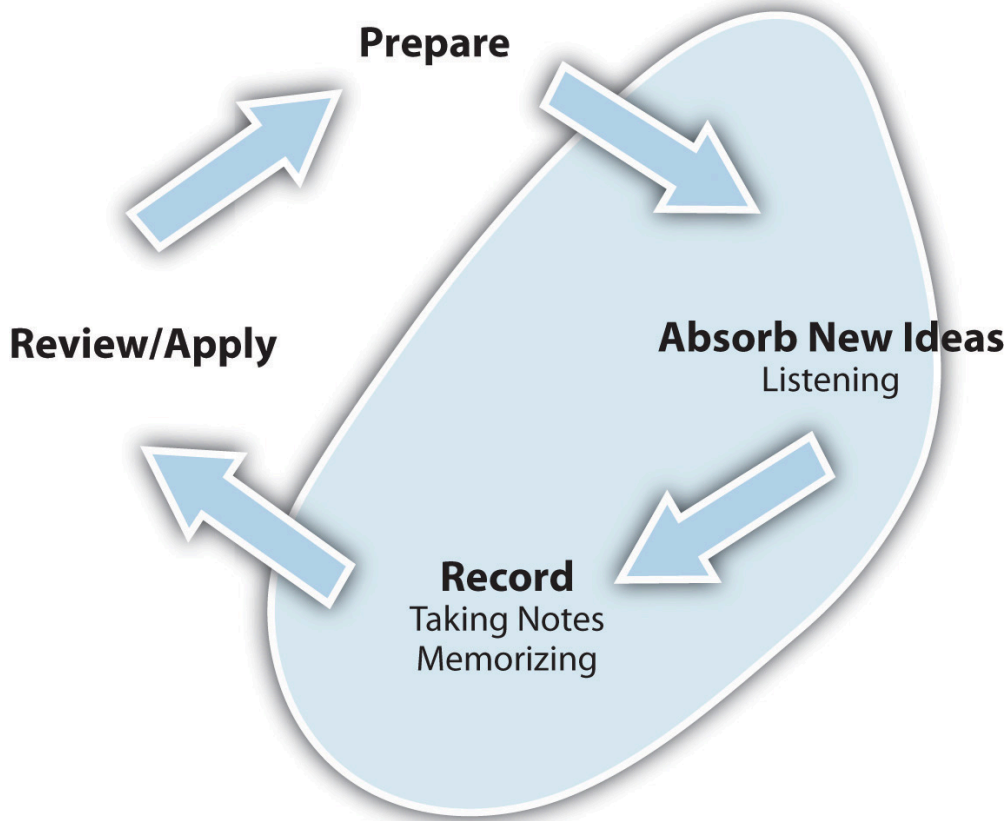 Prepare
Absorb New Ideas
Listening
Record
Taking Notes
Memorizing
Review/Apply